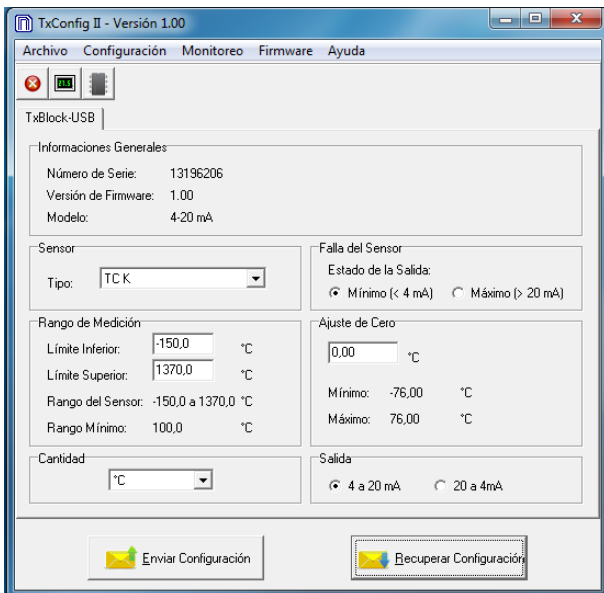 TxConfig II - Versión 1.00
Archivo Configuración Monitoreo Firmware Ayuda
21.5
TxBlock-USB
Informaciones Generales
Número de Serie: 13196206
Versión de Firmware: 1.00
Modelo: 4-20 mA
Sensor
Tipo: TC K
Falla del Sensor
Estado de la Salida:
Mínimo (< 4 mA) Máximo (> 20 mA)
Rango de Medición
Límite Inferior: -150,0 °C
Límite Superior: 1370,0 °C
Rango del Sensor: -150,0 a 1370,0 °C
Rango Mínimo: 100,0 °C
Ajuste de Cero
0,00 °C
Mínimo: -76,00 °C
Máximo: 76,00 °C
Cantidad
°C
Salida
4 a 20 mA 20 a 4mA
Enviar Configuración
Recuperar Configuración